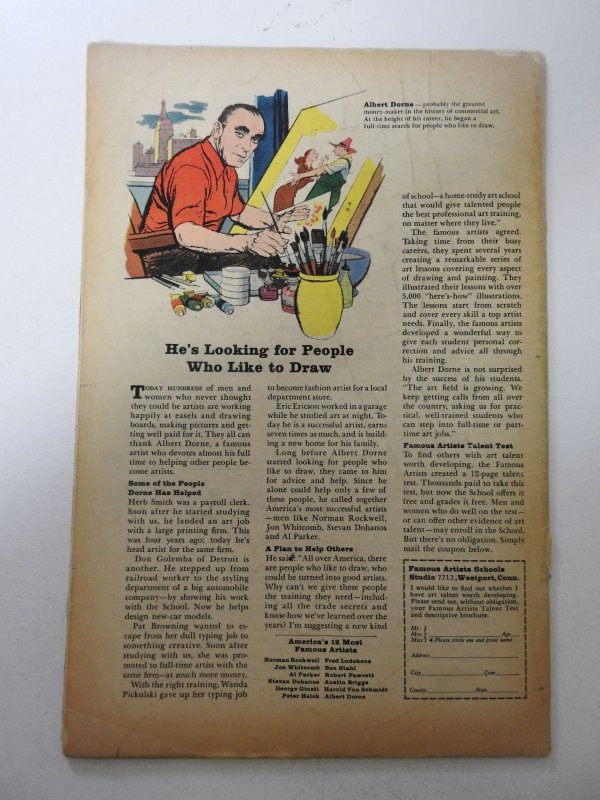 Albert Dorne—probably the greatest
money-maker in the history of commercial art.
At the height of his career, he began a
full-time search for people who like to draw.
He's Looking for People
Who Like to Draw
TODAY HUNDREDS of men and
women who never thought
they could be artists are working
happily at easels and drawing
boards, making pictures and get-
ting well paid for it. They all can
thank Albert Dorne, a famous
artist who devotes almost his full
time to helping other people be-
come artists.
Some of the People
Dorne Has Helped
Herb Smith was a payroll clerk.
Soon after he started studying
with us, he landed an art job
with a large printing firm. This
was four years ago; today he's
head artist for the same firm.
Don Golemba of Detroit is
another. He stepped up from
railroad worker to the styling
department of a big automobile
company—by showing his work
with the School. Now he helps
design new-car models.
Pat Browning wanted to es-
cape from her dull typing job to
something creative. Soon after
studying with us, she was pro-
moted to full-time artist with the
same firm—at much more money.
With the right training, Wanda
Pickulski gave up her typing job
to become fashion artist for a local
department store.
Eric Ericson worked in a garage
while he studied art at night. To-
day he is a successful artist, earns
seven times as much, and is build-
ing a new home for his family.
Long before Albert Dorne
started looking for people who
like to draw, they came to him
for advice and help. Since he
alone could help only a few of
these people, he called together
America's most successful artists
—men like Norman Rockwell,
Jon Whitcomb, Stevan Dohanos
and Al Parker.
A Plan to Help Others
He said "All over America, there
are people who like to draw, who
could be turned into good artists.
Why can't we give these people
the training they need—includ-
ing all the trade secrets and
know-how we've learned over the
years? I'm suggesting a new kind
America's 12 Most
Famous Artists
Norman Rockwell Fred Ludekens
Jon Whitcomb Ben Stahl
Al Parker Robert Fawcett
Stevan Dohanos Austin Briggs
George Giusti Harold Von Schmidt
Peter Helck Albert Dorne
of school—a home-study art school
that would give talented people
the best professional art training,
no matter where they live."
The famous artists agreed.
Taking time from their busy
careers, they spent several years
creating a remarkable series of
art lessons covering every aspect
of drawing and painting. They
illustrated their lessons with over
5,000 "here's-how" illustrations.
The lessons start from scratch
and cover every skill a top artist
needs. Finally, the famous artists
developed a wonderful way to
give each student personal cor-
rection and advice all through
his training.
Albert Dorne is not surprised
by the success of his students.
"The art field is growing. We
keep getting calls from all over
the country, asking us for prac-
tical, well-trained students who
can step into full-time or part-
time art jobs."
Famous Artists Talent Test
To find others with art talent
worth developing, the Famous
Artists created a 12-page talent
test. Thousands paid to take this
test, but now the School offers it
free and grades it free. Men and
women who do well on the test—
or can offer other evidence of art
talent—may enroll in the School.
But there's no obligation. Simply
mail the coupon below.
Famous Artists Schools
Studio 7713, Westport, Conn.
I would like to find out whether I
have art talent worth developing.
Please send me, without obligation,
your Famous Artists Talent Test
and descriptive brochure.
Mr.
Mrs. Age
Miss Please circle one and print name
Address
City Zone
County State